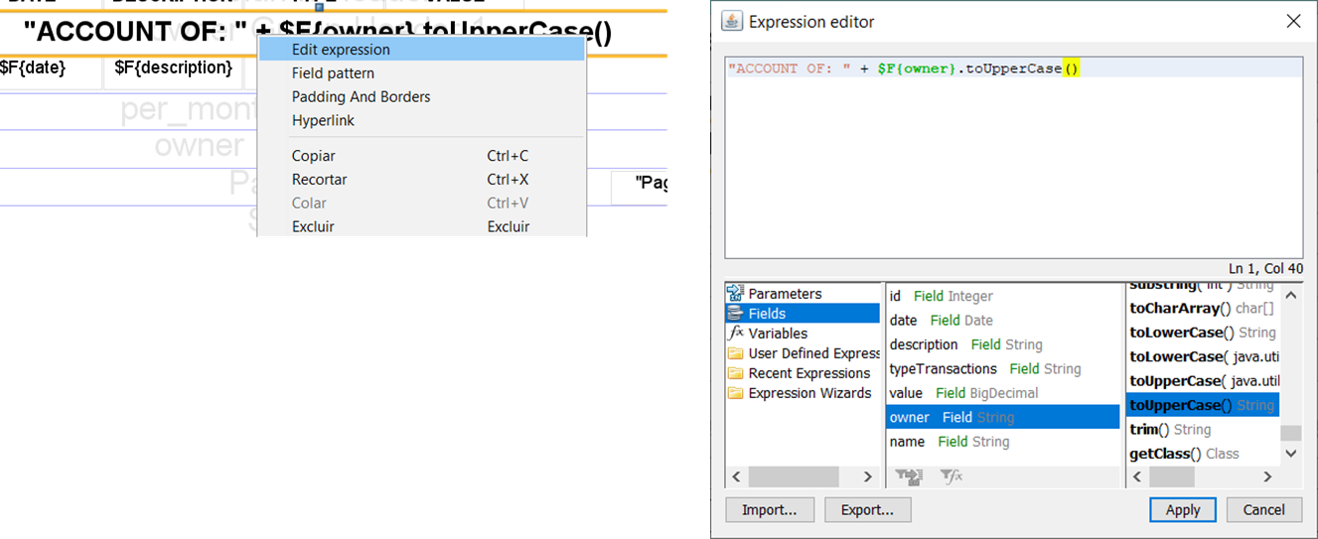 DATE DESCRIPTION TYPE VALUE
"ACCOUNT OF: " + $F{owner}.toUpperCase()
$F{date} $F{description}
per_mont
owner
"Pag
Edit expression
Field pattern
Padding And Borders
Hyperlink
Copiar Ctrl+C
Recortar Ctrl+X
Colar Ctrl+V
Excluir Excluir
Expression editor
"ACCOUNT OF: " + $F{owner}.toUpperCase()
Ln 1, Col 40
Parameters
Fields
Variables
User Defined Express
Recent Expressions
Expression Wizards
id Field Integer
date Field Date
description Field String
typeTransactions Field String
value Field BigDecimal
owner Field String
name Field String
substring( int ) String
toCharArray() char[]
toLowerCase() String
toLowerCase( java.uti
toUpperCase( java.util
toUpperCase() String
trim() String
getClass() Class
Import... Export... Apply Cancel